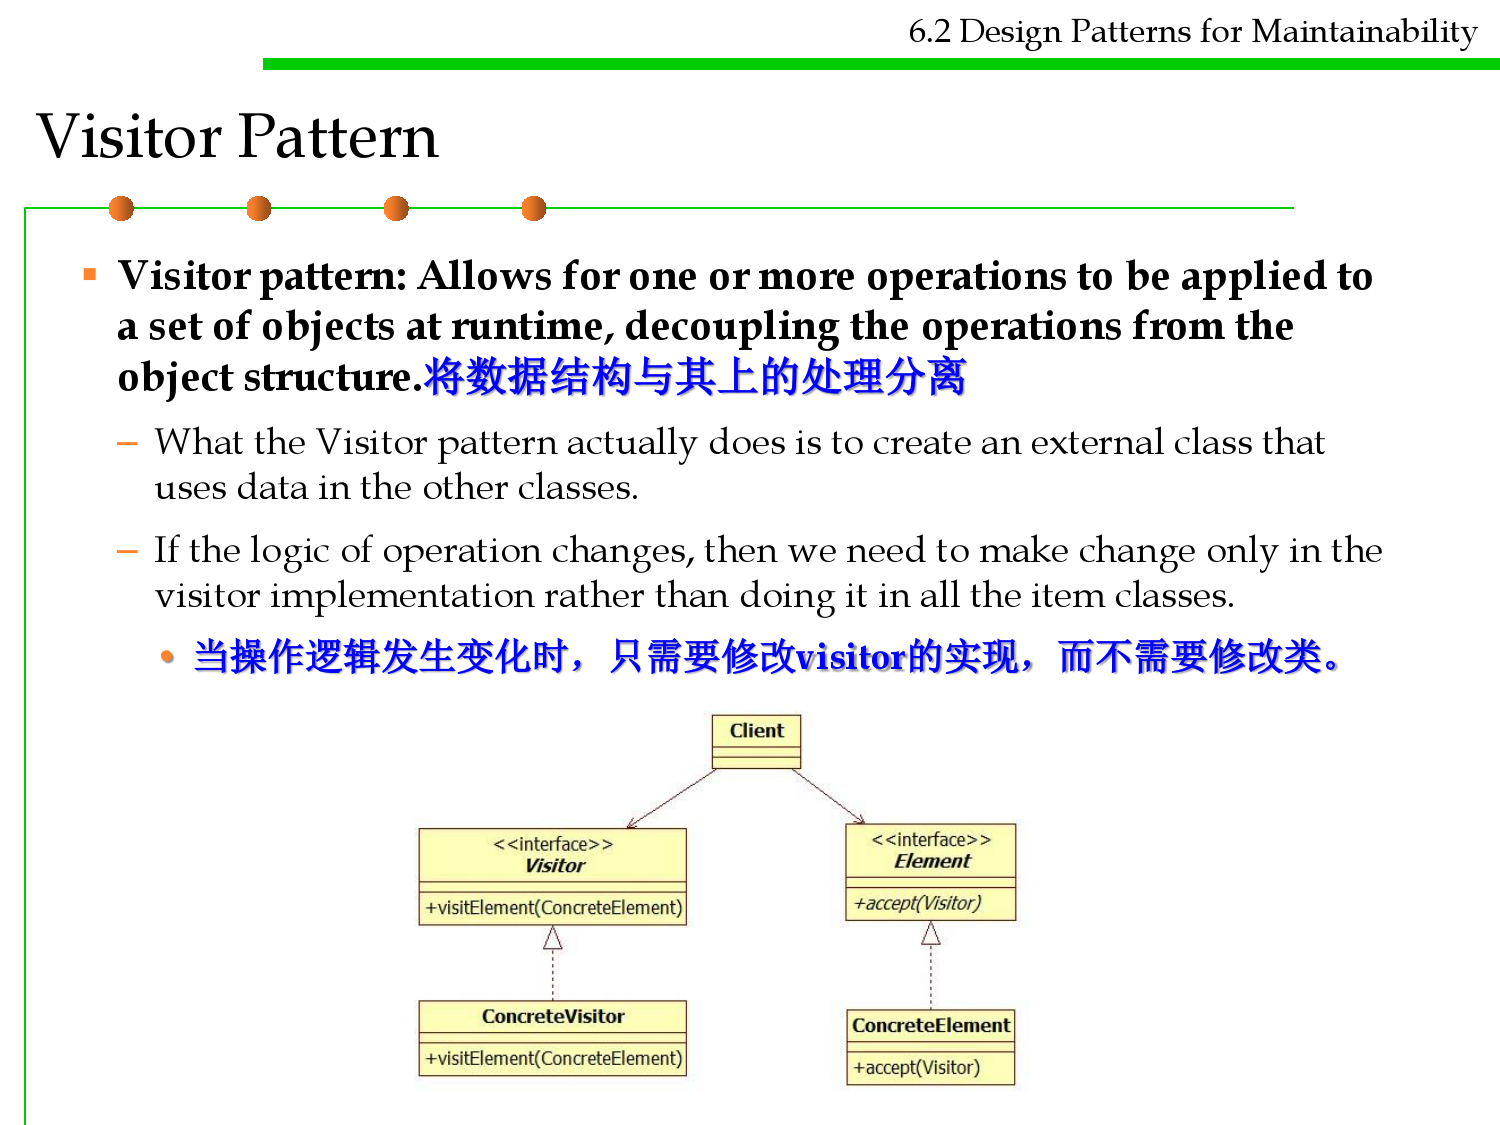 6.2 Design Patterns for Maintainability
Visitor Pattern
▪ Visitor pattern: Allows for one or more operations to be applied to
a set of objects at runtime, decoupling the operations from the
object structure.将数据结构与其上的处理分离
– What the Visitor pattern actually does is to create an external class that
uses data in the other classes.
– If the logic of operation changes, then we need to make change only in the
visitor implementation rather than doing it in all the item classes.
• 当操作逻辑发生变化时，只需要修改visitor的实现，而不需要修改类。
Client
<<interface>>
Visitor
+visitElement(ConcreteElement)
<<interface>>
Element
+accept(Visitor)
ConcreteVisitor
+visitElement(ConcreteElement)
ConcreteElement
+accept(Visitor)